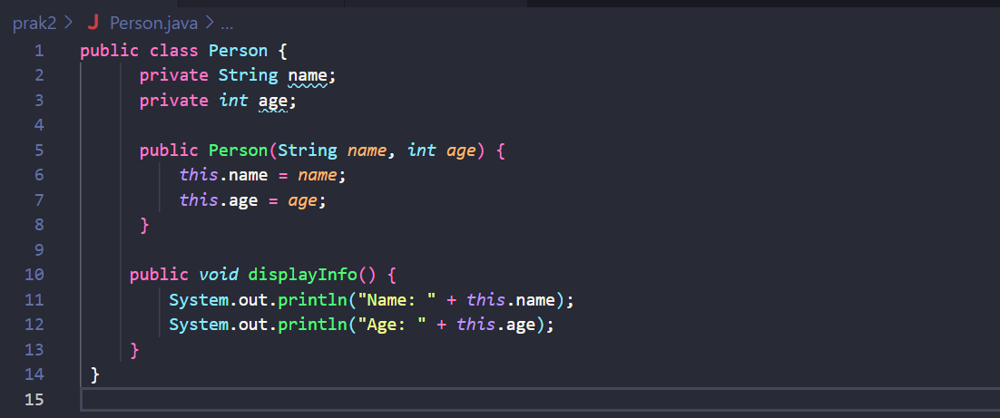 prak2 > J Person.java > ...
1 public class Person {
2 private String name;
3 private int age;
4
5 public Person(String name, int age) {
6 this.name = name;
7 this.age = age;
8 }
9
10 public void displayInfo() {
11 System.out.println("Name: " + this.name);
12 System.out.println("Age: " + this.age);
13 }
14 }
15